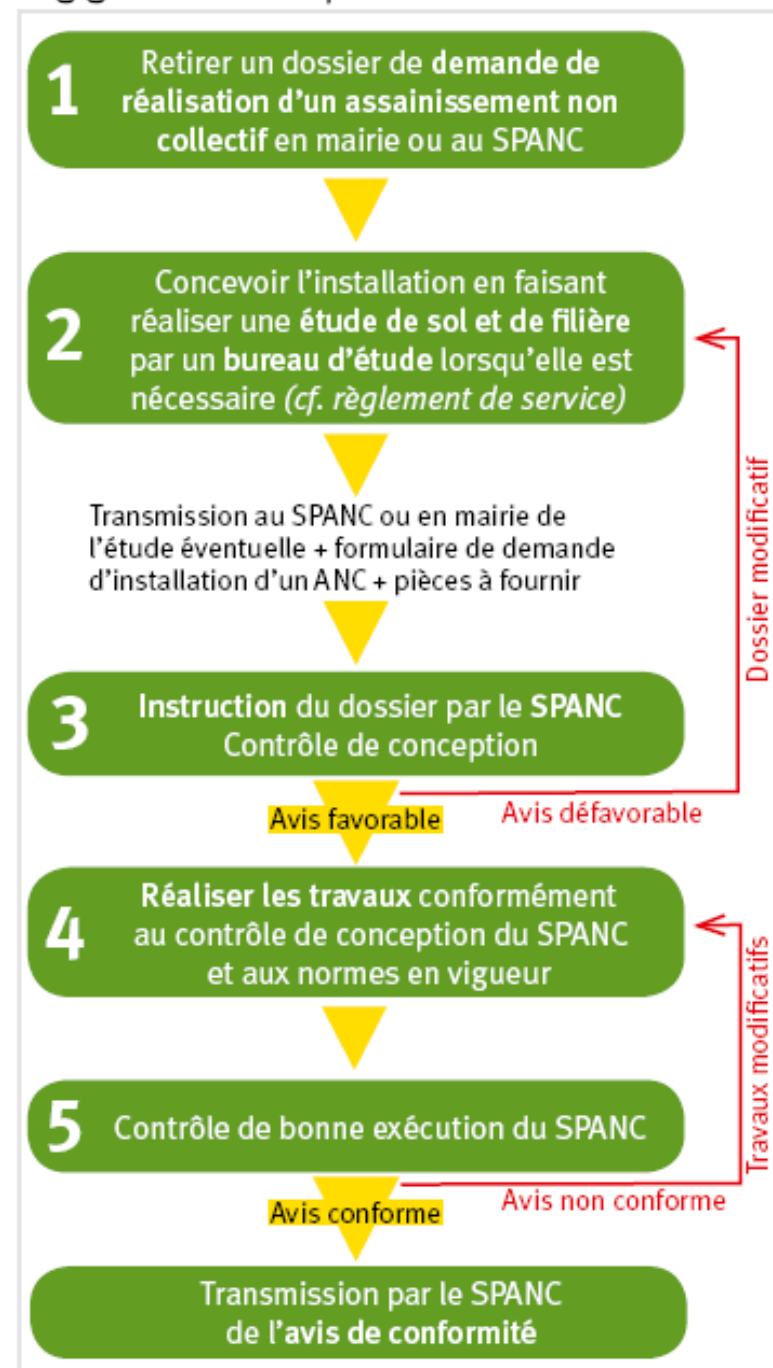 1
Retirer un dossier de demande de
réalisation d'un assainissement non
collectif en mairie ou au SPANC
2
Concevoir l'installation en faisant
réaliser une étude de sol et de filière
par un bureau d'étude lorsqu'elle est
nécessaire (cf. règlement de service)
Transmission au SPANC ou en mairie de
l'étude éventuelle + formulaire de demande
d'installation d'un ANC + pièces à fournir
Dossier modificatif
3
Instruction du dossier par le SPANC
Contrôle de conception
Avis favorable
Avis défavorable
4
Réaliser les travaux conformément
au contrôle de conception du SPANC
et aux normes en vigueur
Travaux modificatifs
5
Contrôle de bonne exécution du SPANC
Avis conforme
Avis non conforme
Transmission par le SPANC
de l'avis de conformité